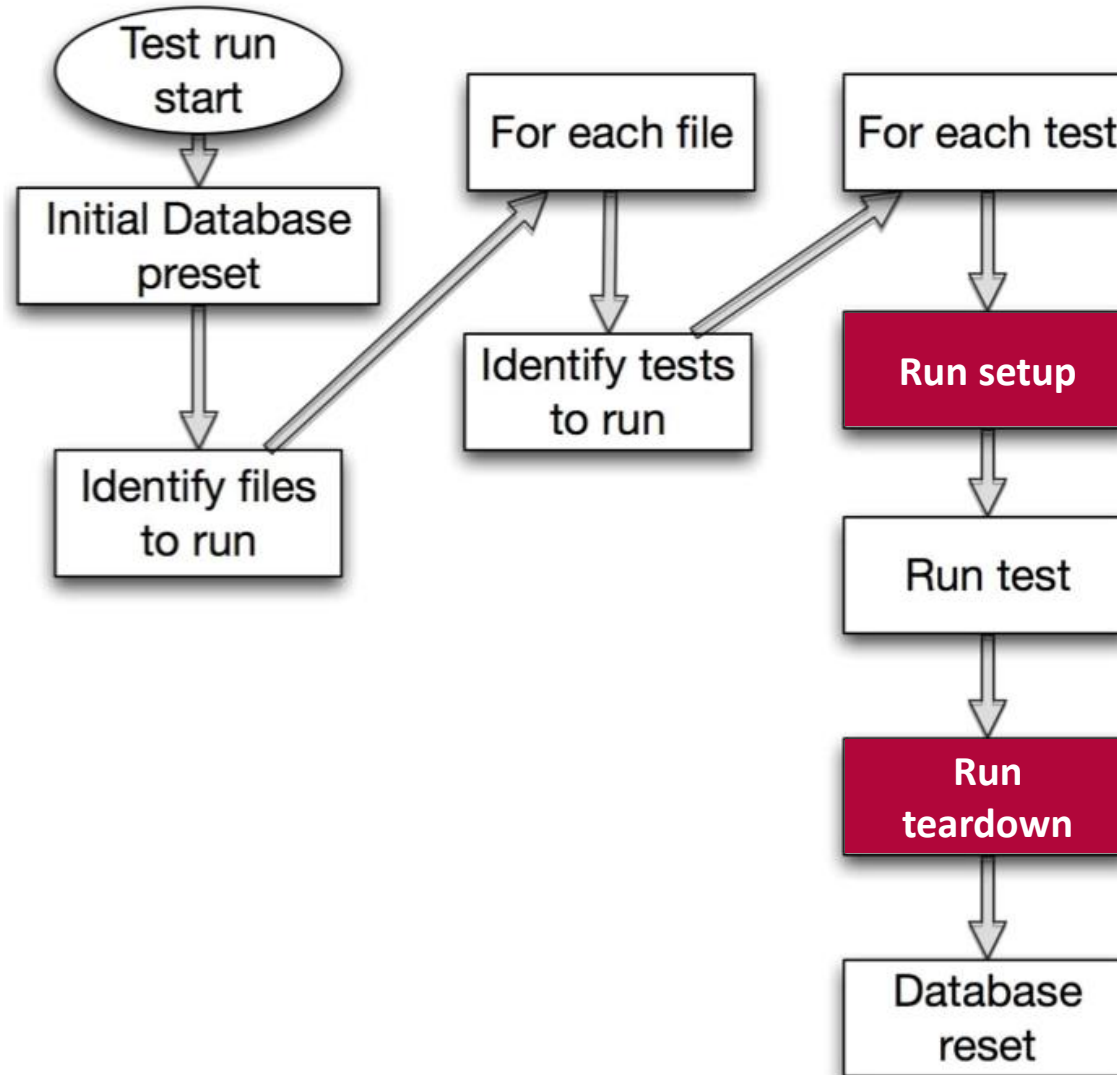 Test run
start
Initial Database
preset
Identify files
to run
For each file
Identify tests
to run
For each test
Run setup
Run test
Run
teardown
Database
reset